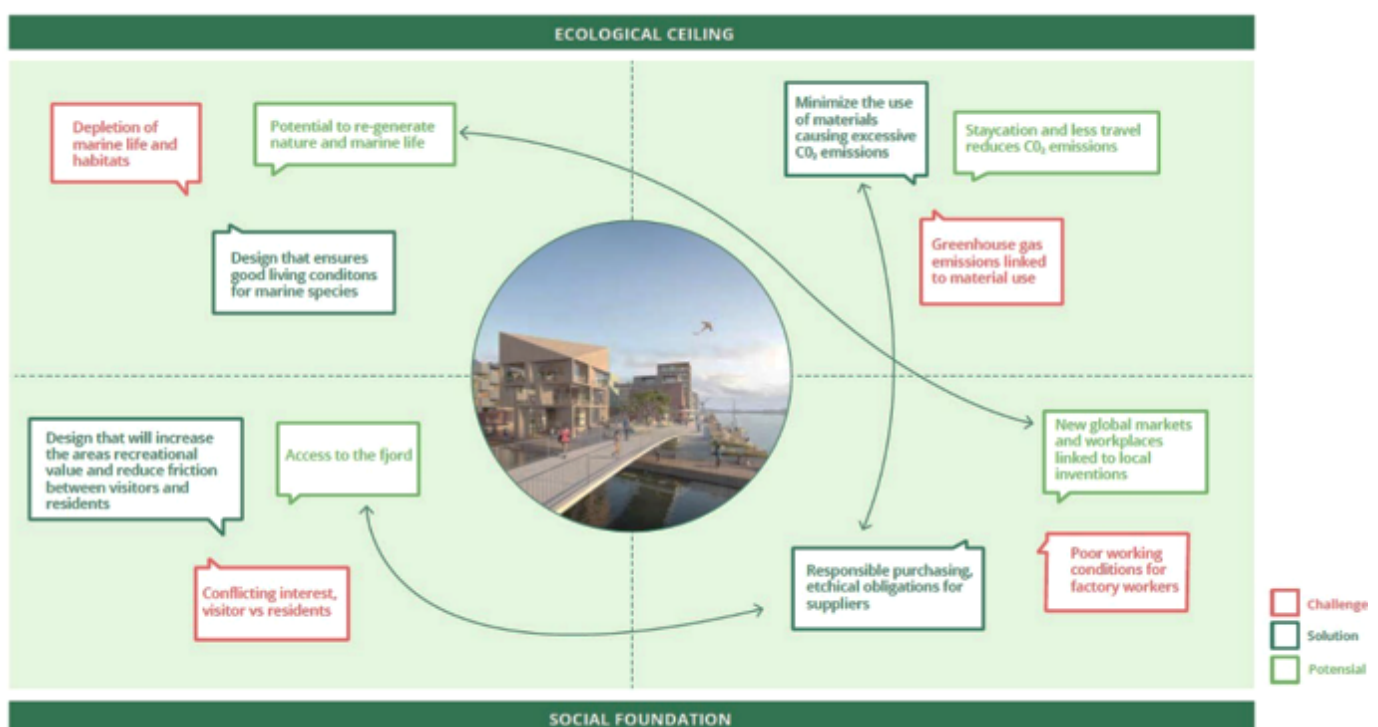 ECOLOGICAL CEILING
Depletion of
marine life and
habitats
Potential to re-generate
nature and marine life
Design that ensures
good living conditons
for marine species
Minimize the use
of materials
causing excessive
C0₂ emissions
Staycation and less travel
reduces C0₂ emissions
Greenhouse gas
emissions linked
to material use
Design that will increase
the areas recreational
value and reduce friction
between visitors and
residents
Access to the fjord
Conflicting interest,
visitor vs residents
New global markets
and workplaces
linked to local
inventions
Responsible purchasing,
etchical obligations for
suppliers
Poor working
conditions for
factory workers
Challenge
Solution
Potensial
SOCIAL FOUNDATION